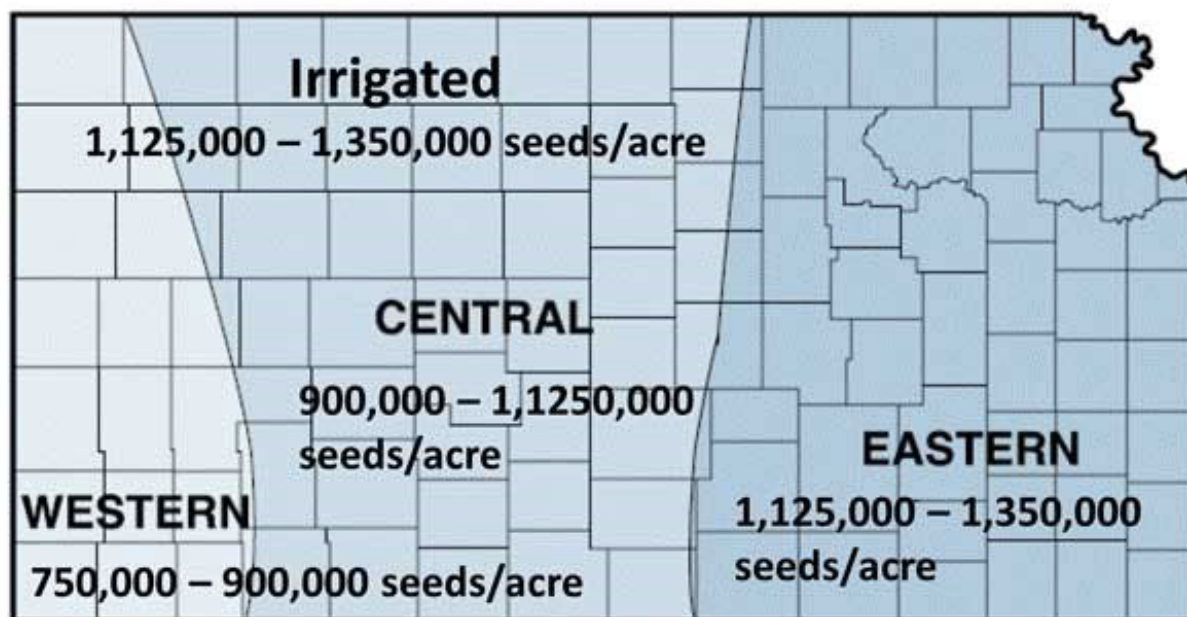 Irrigated
1,125,000 – 1,350,000 seeds/acre
CENTRAL
900,000 – 1,1250,000
seeds/acre
EASTERN
1,125,000 – 1,350,000
seeds/acre
WESTERN
750,000 – 900,000 seeds/acre